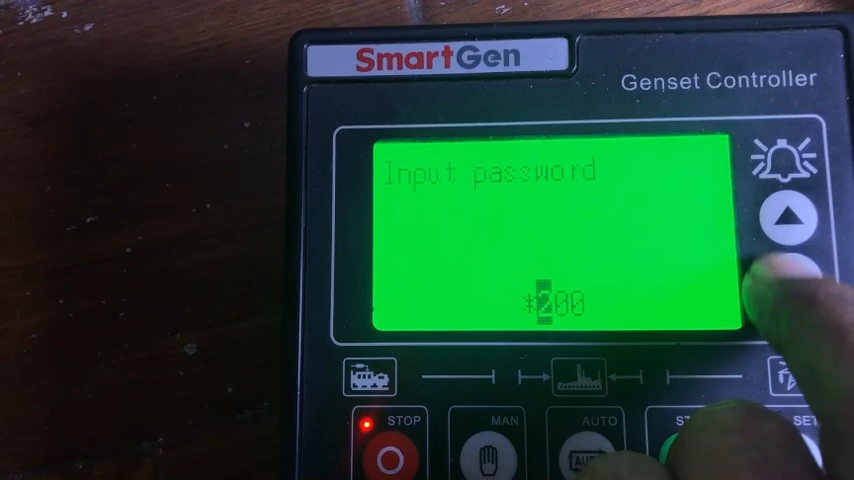 SmartGen
Genset Controller
Input password
*200
STOP
MAN
AUTO